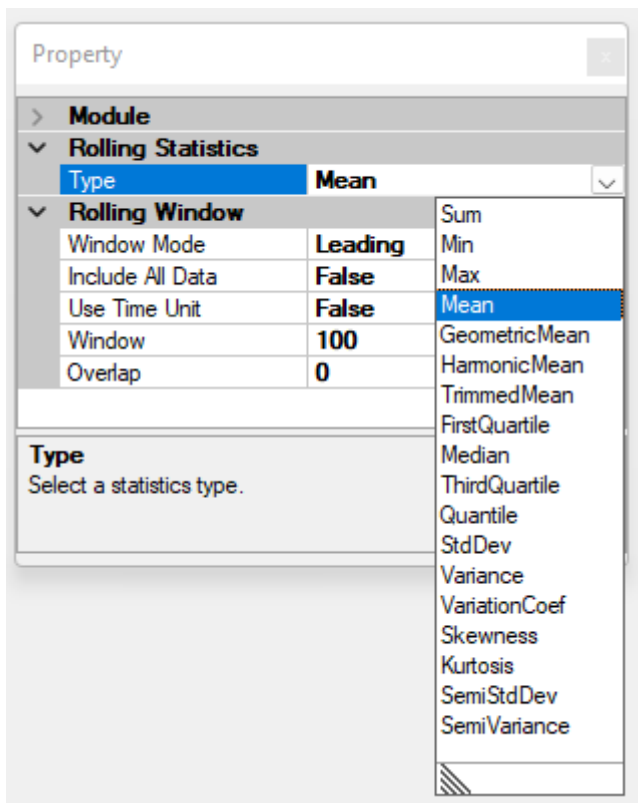 Property
x
Module
Rolling Statistics
Type Mean
Rolling Window
Window Mode Leading
Include All Data False
Use Time Unit False
Window 100
Overlap 0
Type
Select a statistics type.
Sum
Min
Max
Mean
GeometricMean
HarmonicMean
TrimmedMean
FirstQuartile
Median
ThirdQuartile
Quantile
StdDev
Variance
VariationCoef
Skewness
Kurtosis
SemiStdDev
SemiVariance